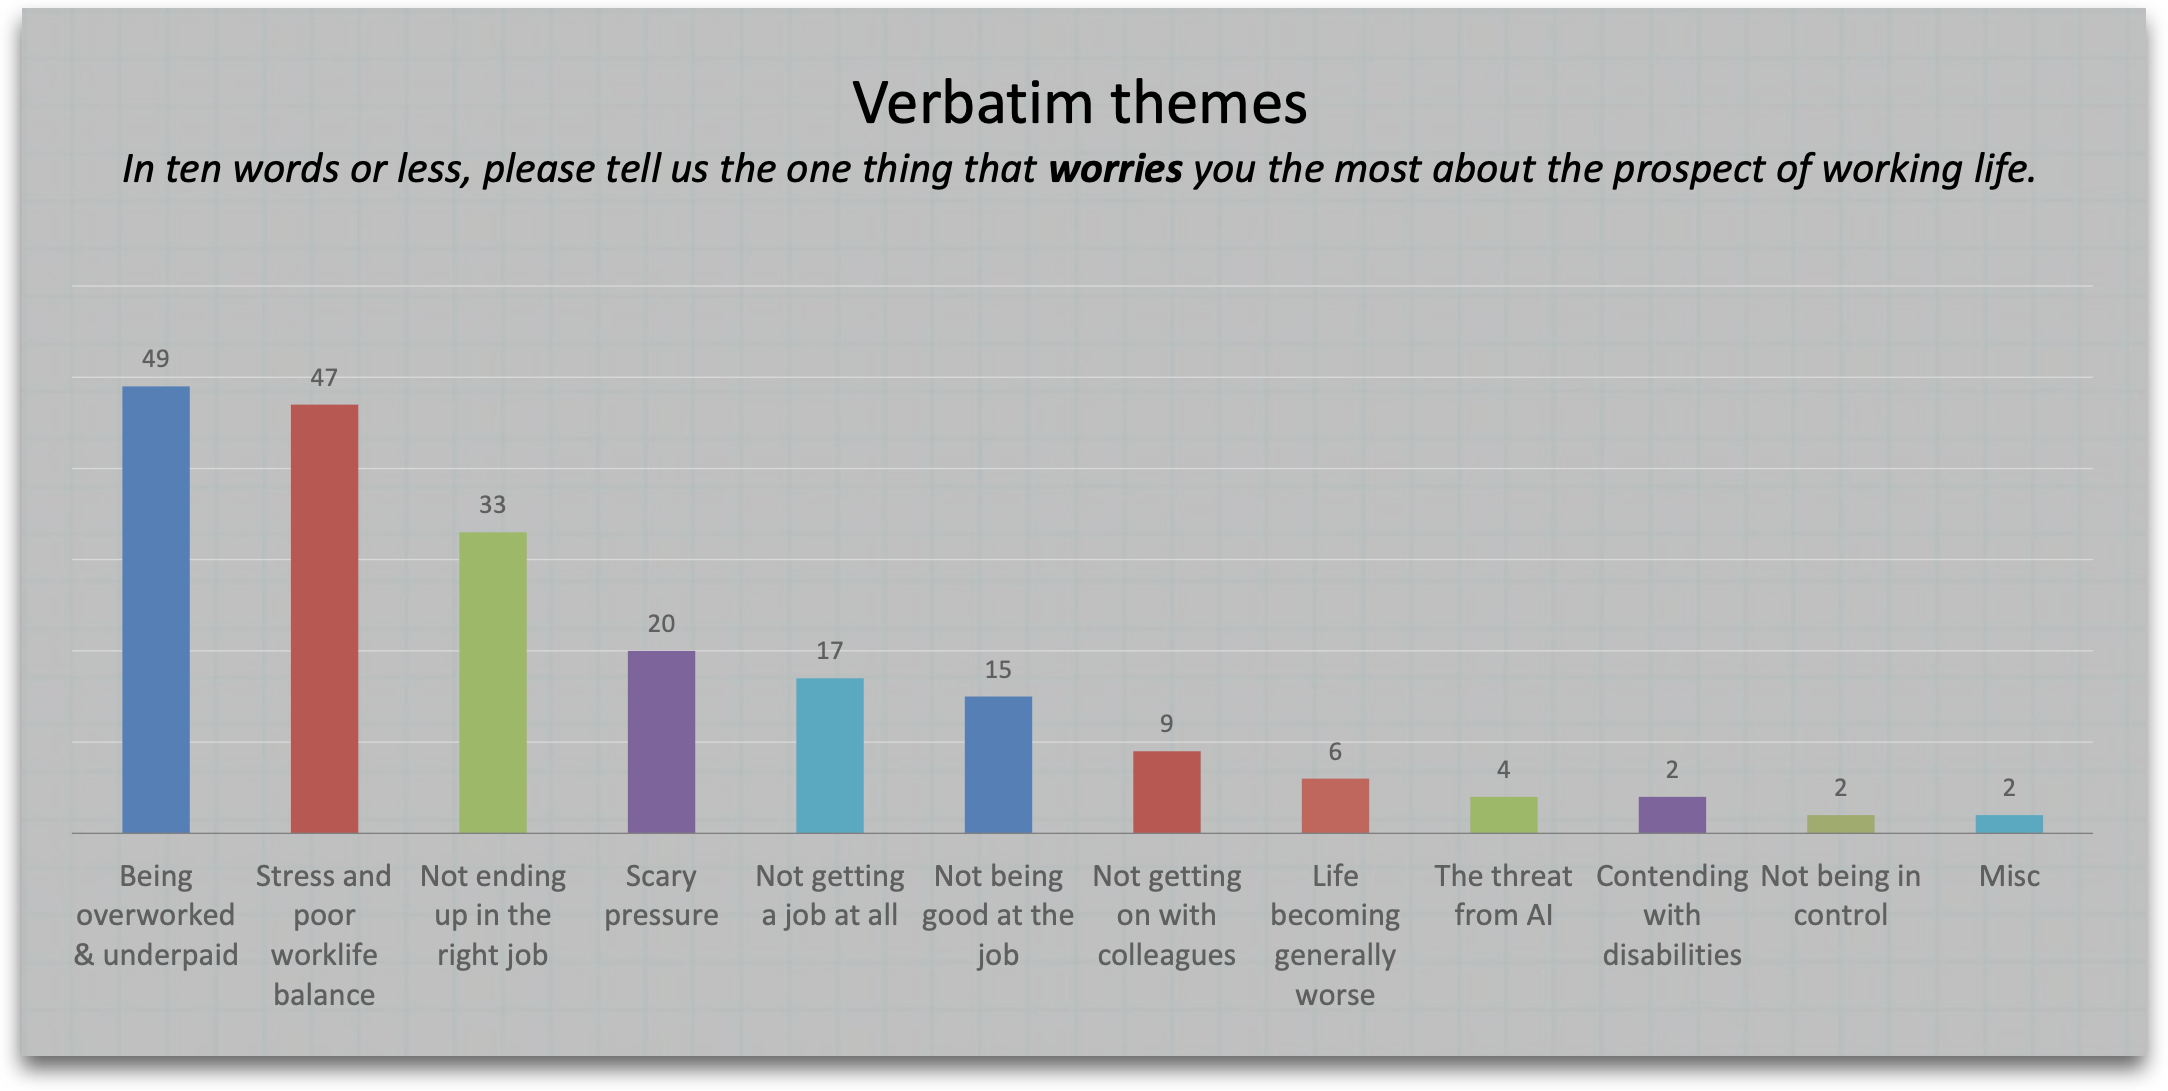 Verbatim themes
In ten words or less, please tell us the one thing that worries you the most about the prospect of working life.
49
47
33
20
17
15
9
6
4
2
2
2
Being
overworked
& underpaid
Stress and
poor
worklife
balance
Not ending
up in the
right job
Scary
pressure
Not getting
a job at all
Not being
good at the
job
Not getting
on with
colleagues
Life
becoming
generally
worse
The threat
from AI
Contending
with
disabilities
Not being in
control
Misc